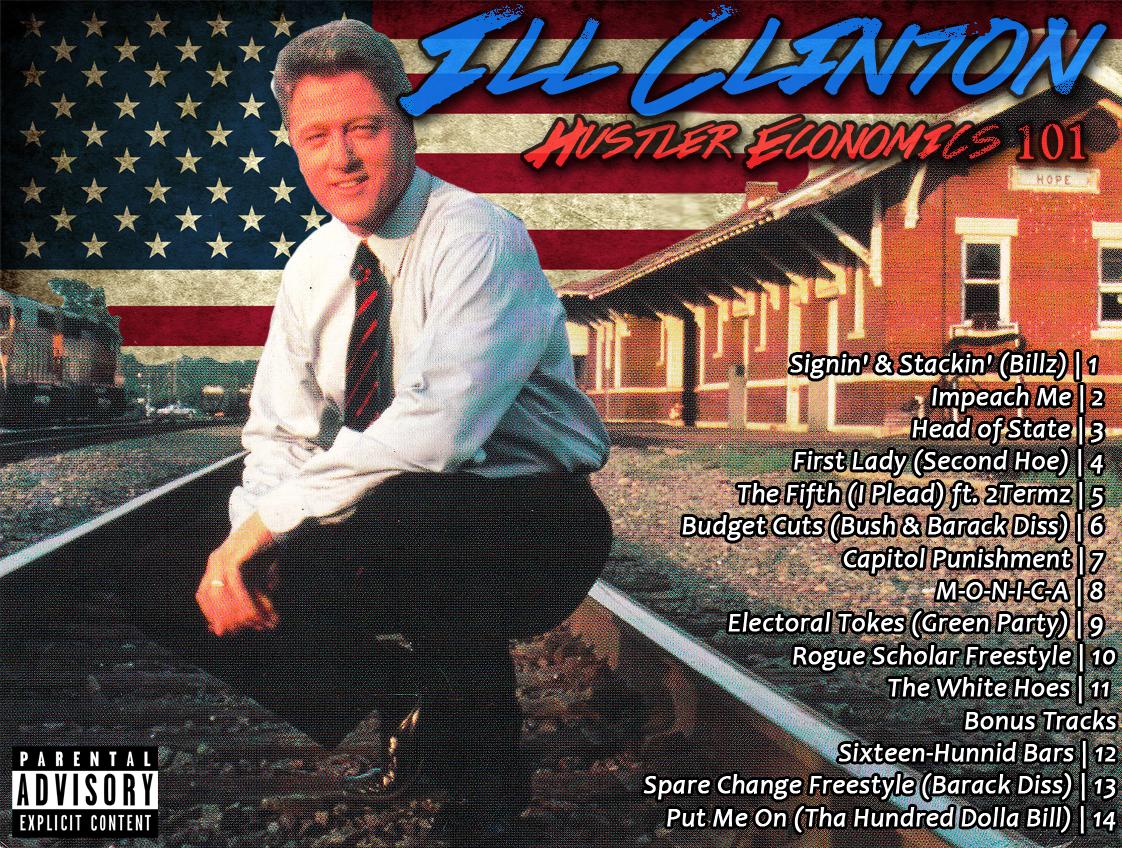 ILL CLINTON
HUSTLER ECONOMICS 101
HOPE
Signin' & Stackin' (Billz) | 1
Impeach Me | 2
Head of State | 3
First Lady (Second Hoe) | 4
The Fifth (I Plead) ft. 2Termz | 5
Budget Cuts (Bush & Barack Diss) | 6
Capitol Punishment | 7
M-O-N-I-C-A | 8
Electoral Tokes (Green Party) | 9
Rogue Scholar Freestyle | 10
The White Hoes | 11
Bonus Tracks
Sixteen-Hunnid Bars | 12
Spare Change Freestyle (Barack Diss) | 13
Put Me On (Tha Hundred Dolla Bill) | 14
PARENTAL
ADVISORY
EXPLICIT CONTENT